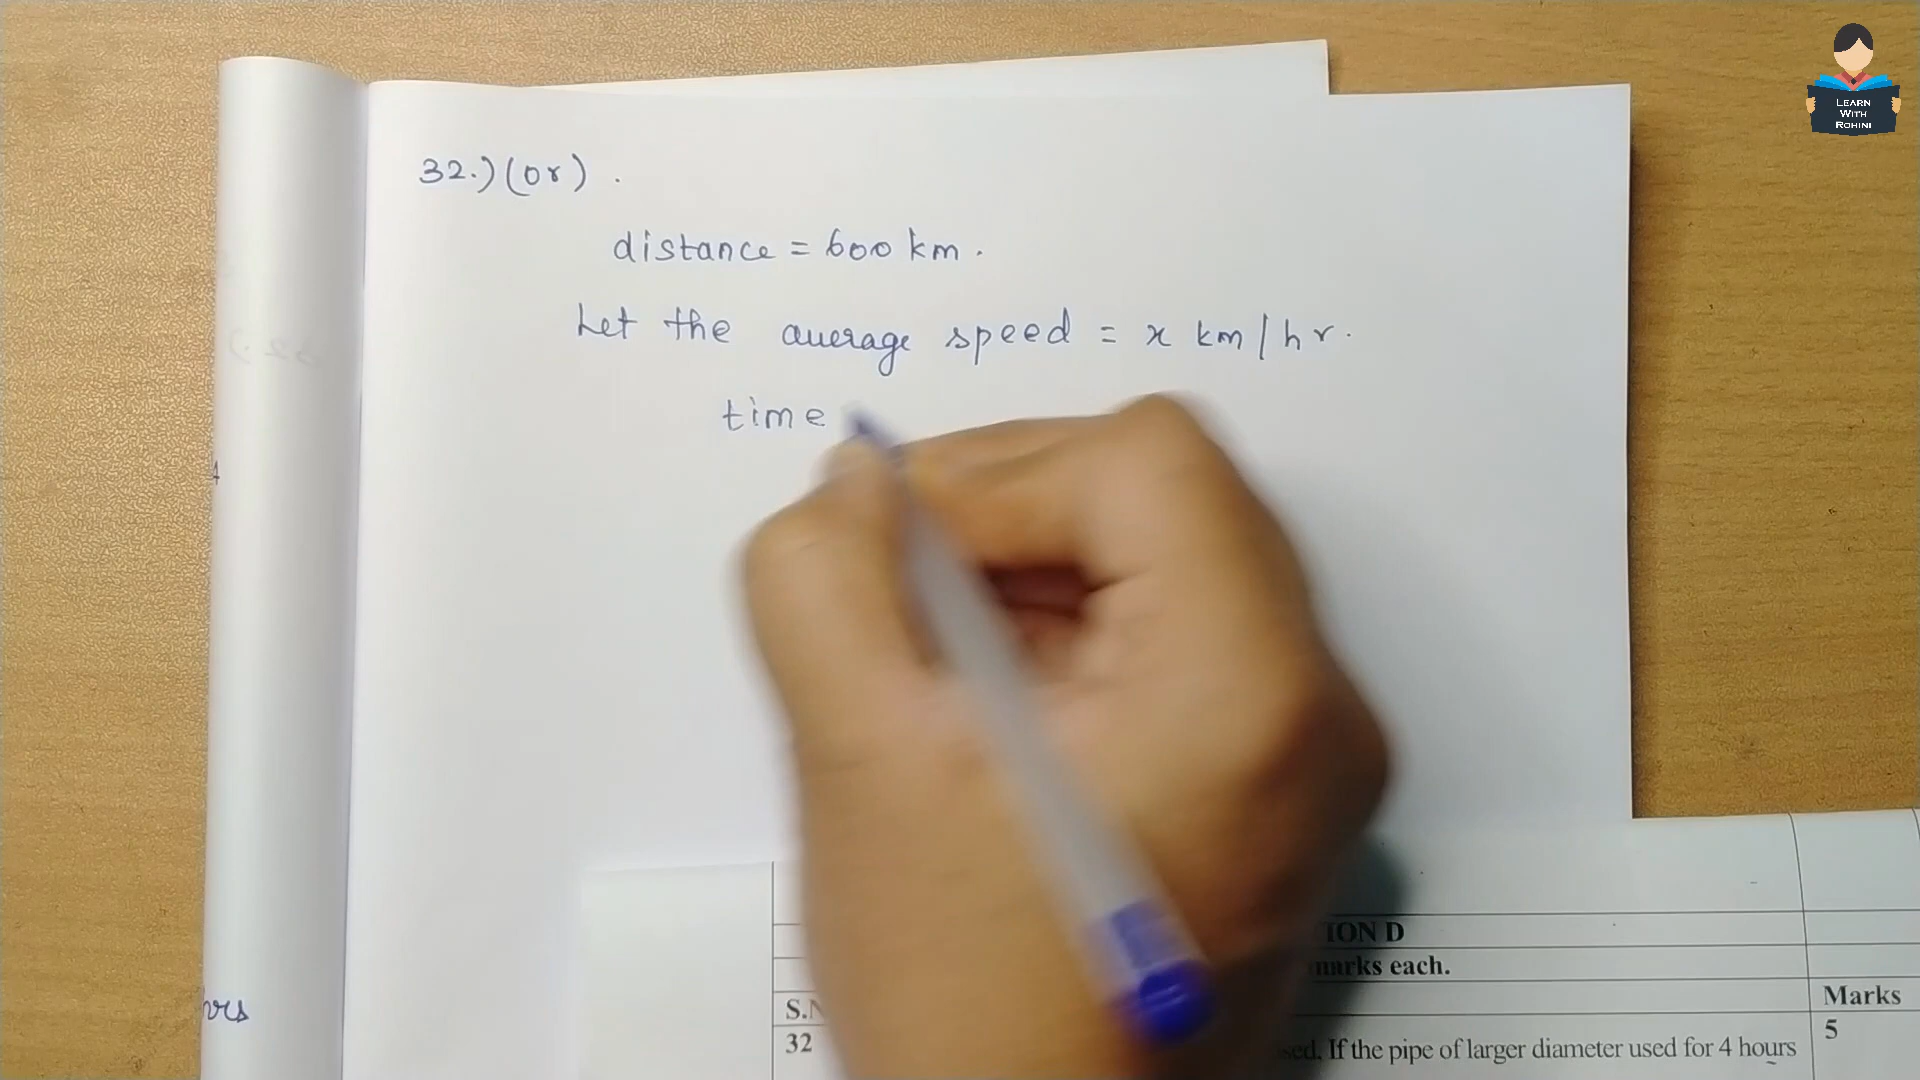 LEARN
WITH
ROHINI
32.) (or) .
distance = 600 km .
Let the average speed = x km/hr.
time
hrs
ION D
marks each.
Marks
32
5
If the pipe of larger diameter used for 4 hours